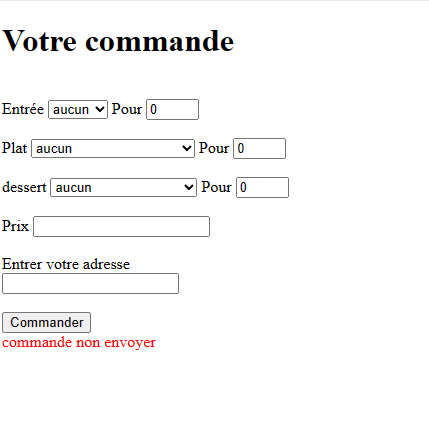 Votre commande
Entrée aucun Pour 0
Plat aucun Pour 0
dessert aucun Pour 0
Prix
Entrer votre adresse
Commander
commande non envoyer